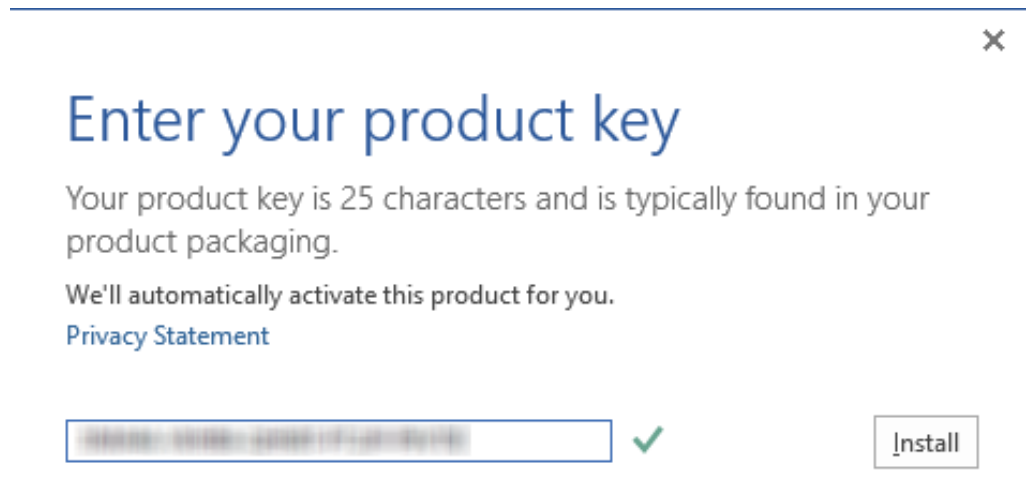 Enter your product key
Your product key is 25 characters and is typically found in your
product packaging.
We'll automatically activate this product for you.
Privacy Statement
Install